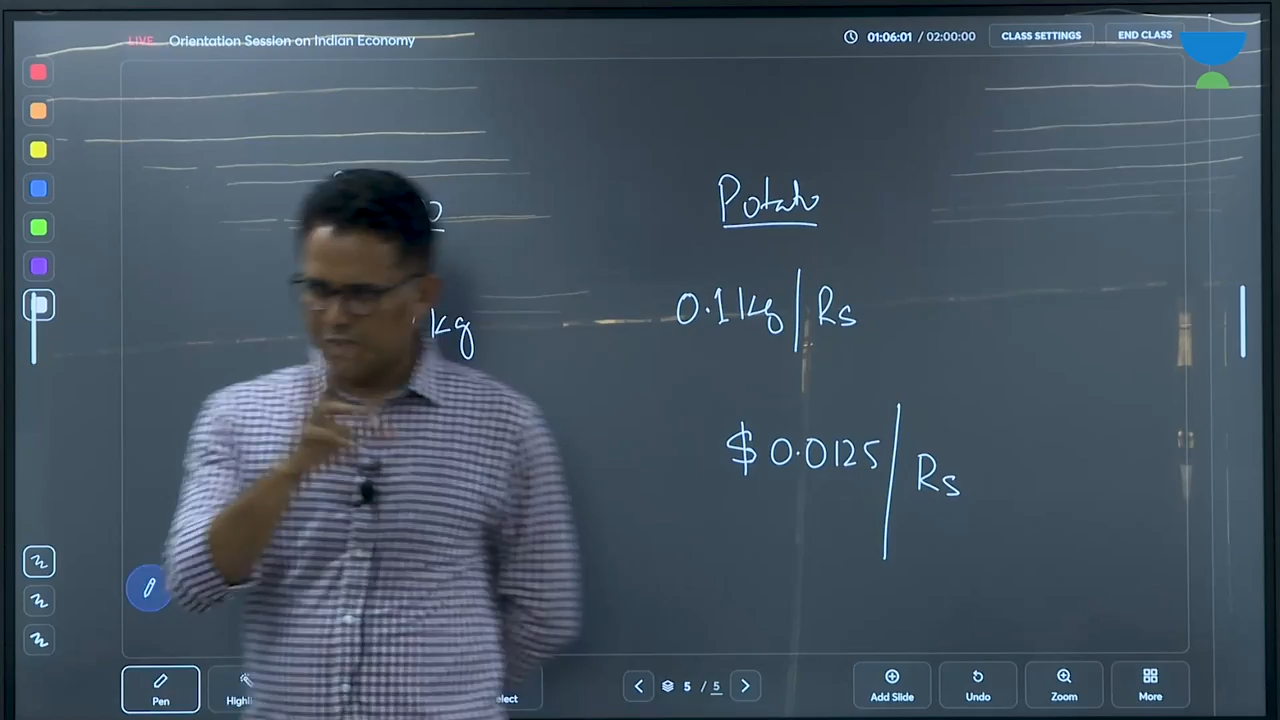 LIVE Orientation Session on Indian Economy
01:06:01 / 02:00:00
CLASS SETTINGS
END CLASS
Potato
kg
0.1 kg / Rs
$ 0.0125 / Rs
Pen
5 / 5
Add Slide
Undo
Zoom
More